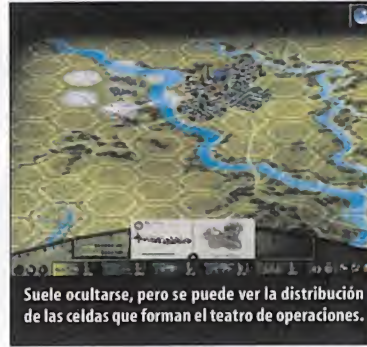 Suele ocultarse, pero se puede ver la distribución
de las celdas que forman el teatro de operaciones.